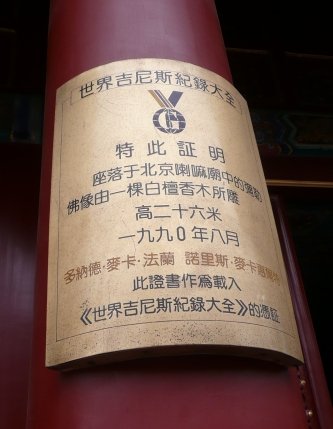 世界吉尼斯紀錄大全
G
特此証明
座落于北京喇嘛廟中的彌勒
佛像由一棵白檀香木所雕
高二十六米
一九九0年八月
多納德·麥卡·法蘭 諾里斯·麥卡
此證書作爲載入
《世界吉尼斯紀錄大全》的憑証